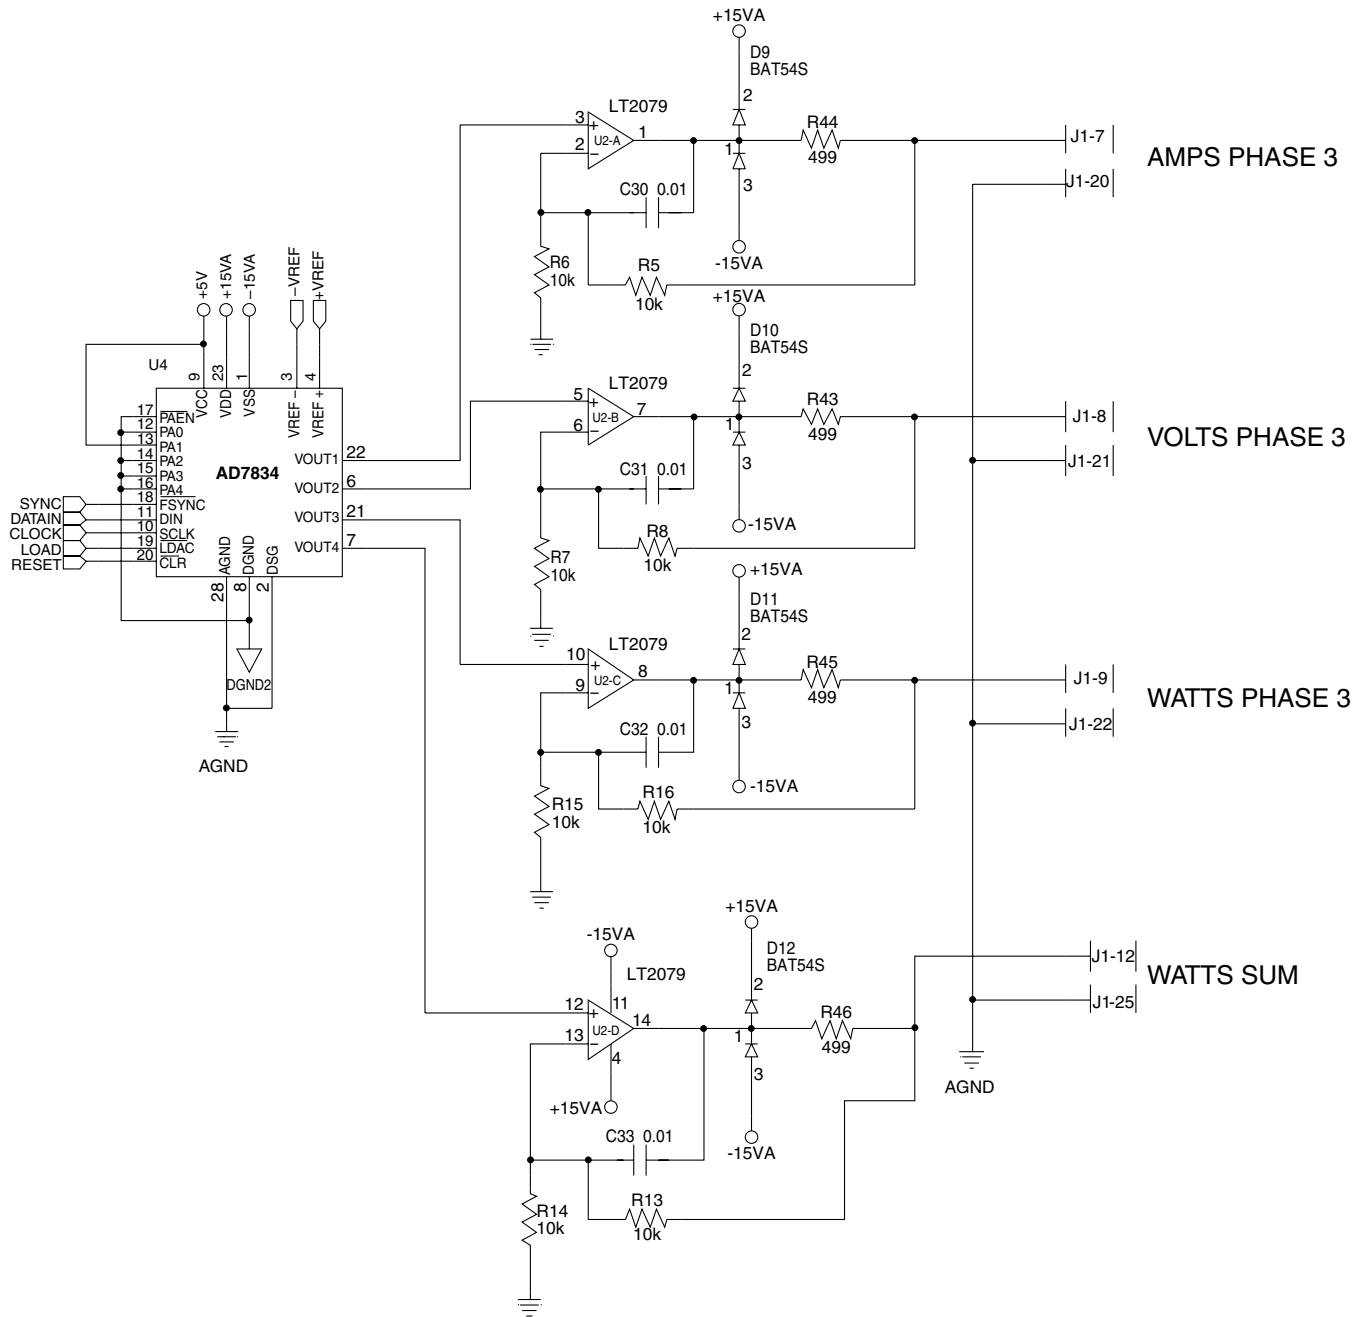 +15VA
D9
BAT54S
2
LT2079
3
+
U2-A
1
2
−
R44
499
1
3
J1-7
AMPS PHASE 3
J1-20
C30 0.01
-15VA
R6
10k
R5
10k
+5V
+15VA
−15VA
−VREF
+VREF
+15VA
D10
BAT54S
2
U4
9
23
1
3
4
VCC
VDD
VSS
VREF -
VREF +
LT2079
5
+
U2-B
7
6
−
R43
499
1
3
J1-8
VOLTS PHASE 3
J1-21
17 PAEN
12 PA0
13 PA1
14 PA2
15 PA3
16 PA4
SYNC 18 FSYNC
DATAIN 11 DIN
CLOCK 10 SCLK
LOAD 19 LDAC
RESET 20 CLR
AD7834
VOUT1 22
VOUT2 6
VOUT3 21
VOUT4 7
AGND
DGND
DSG
28
8
2
DGND2
AGND
C31 0.01
-15VA
R7
10k
R8
10k
+15VA
D11
BAT54S
2
LT2079
10
+
U2-C
8
9
−
R45
499
1
3
J1-9
WATTS PHASE 3
J1-22
C32 0.01
-15VA
R15
10k
R16
10k
+15VA
D12
BAT54S
2
-15VA
LT2079
11
12
+
U2-D
14
13
−
4
+15VA
R46
499
1
3
J1-12
WATTS SUM
J1-25
AGND
C33 0.01
-15VA
R14
10k
R13
10k